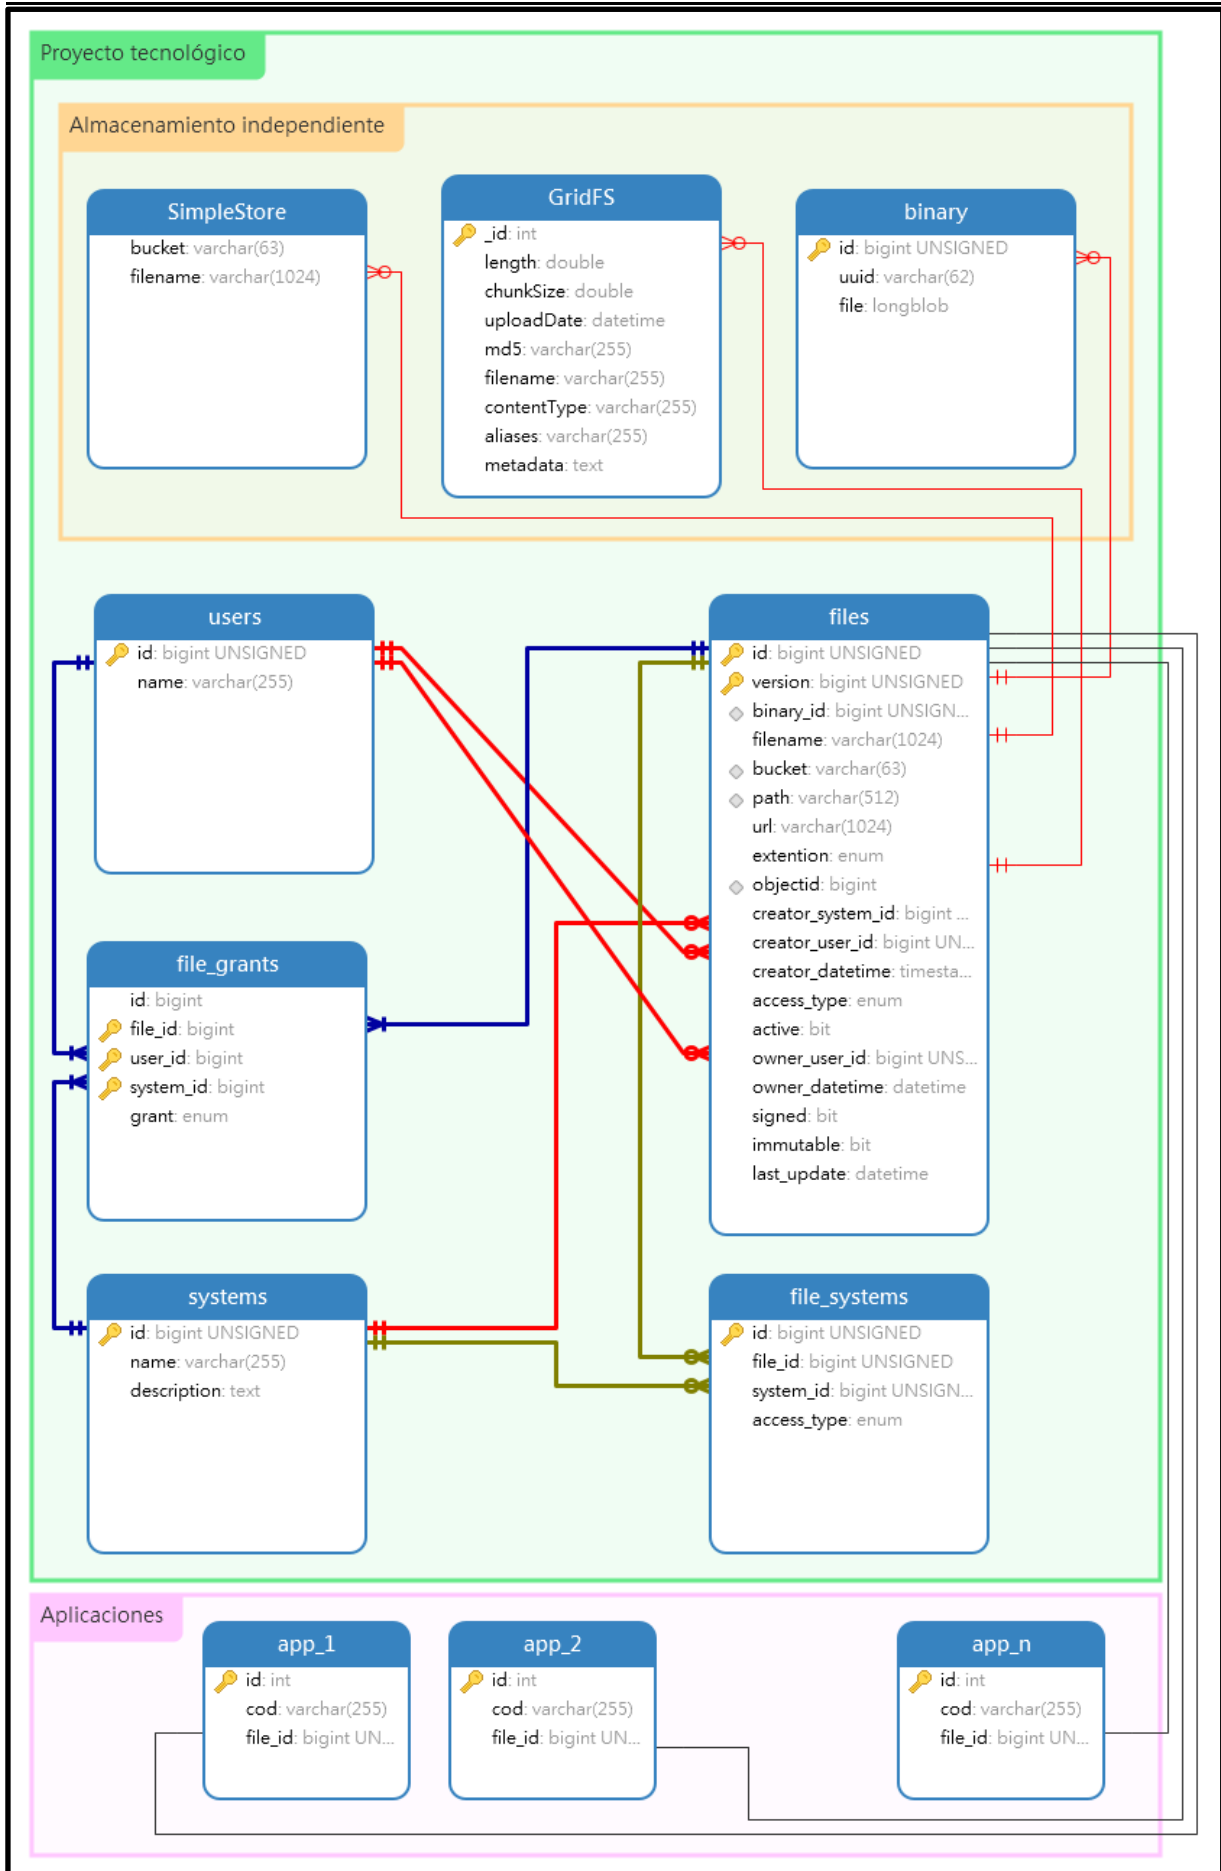 Proyecto tecnológico
Almacenamiento independiente
SimpleStore
bucket: varchar(63)
filename: varchar(1024)
GridFS
_id: int
length: double
chunkSize: double
uploadDate: datetime
md5: varchar(255)
filename: varchar(255)
contentType: varchar(255)
aliases: varchar(255)
metadata: text
binary
id: bigint UNSIGNED
uuid: varchar(62)
file: longblob
users
id: bigint UNSIGNED
name: varchar(255)
files
id: bigint UNSIGNED
version: bigint UNSIGNED
binary_id: bigint UNSIGN...
filename: varchar(1024)
bucket: varchar(63)
path: varchar(512)
url: varchar(1024)
extention: enum
objectid: bigint
creator_system_id: bigint ...
creator_user_id: bigint UN...
creator_datetime: timesta...
access_type: enum
active: bit
owner_user_id: bigint UNS...
owner_datetime: datetime
signed: bit
immutable: bit
last_update: datetime
file_grants
id: bigint
file_id: bigint
user_id: bigint
system_id: bigint
grant: enum
systems
id: bigint UNSIGNED
name: varchar(255)
description: text
file_systems
id: bigint UNSIGNED
file_id: bigint UNSIGNED
system_id: bigint UNSIGN...
access_type: enum
Aplicaciones
app_1
id: int
cod: varchar(255)
file_id: bigint UN...
app_2
id: int
cod: varchar(255)
file_id: bigint UN...
app_n
id: int
cod: varchar(255)
file_id: bigint UN...